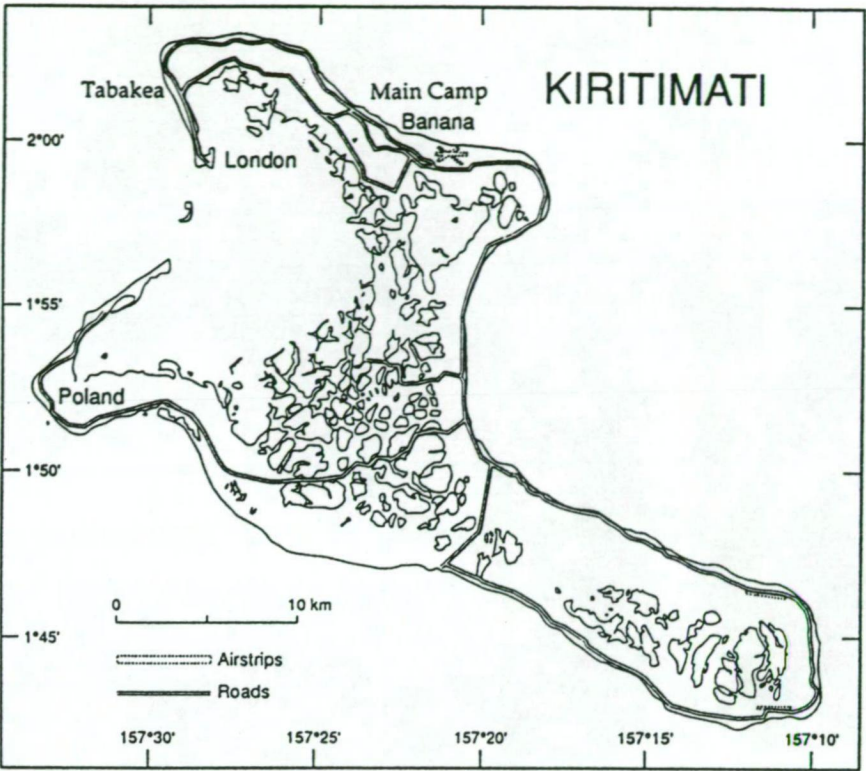 KIRITIMATI
Tabakea
Main Camp
Banana
London
Poland
2°00'
1°55'
1°50'
1°45'
0 10 km
Airstrips
Roads
157°30' 157°25' 157°20' 157°15' 157°10'